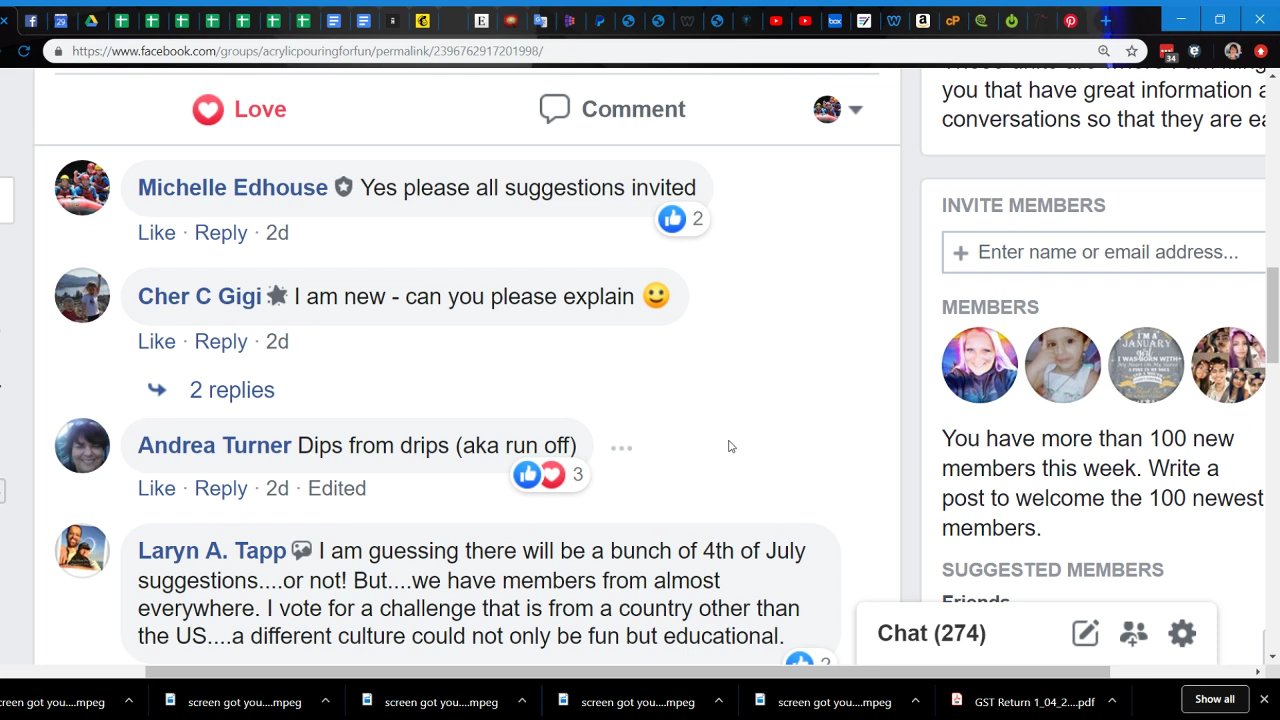 https://www.facebook.com/groups/acrylicpouringforfun/permalink/2396762917201998/
34
you that have great information a
conversations so that they are ea
Love
Comment
Michelle Edhouse Yes please all suggestions invited
2
Like · Reply · 2d
Cher C Gigi I am new - can you please explain
Like · Reply · 2d
2 replies
Andrea Turner Dips from drips (aka run off)
3
Like · Reply · 2d · Edited
Laryn A. Tapp I am guessing there will be a bunch of 4th of July
suggestions....or not! But....we have members from almost
everywhere. I vote for a challenge that is from a country other than
the US....a different culture could not only be fun but educational.
INVITE MEMBERS
Enter name or email address...
MEMBERS
I'M A
JANUARY
girl
I WAS BORN WITH
You have more than 100 new
members this week. Write a
post to welcome the 100 newest
members.
SUGGESTED MEMBERS
Friends
Chat (274)
creen got you....mpeg
screen got you....mpeg
screen got you....mpeg
screen got you....mpeg
screen got you....mpeg
GST Return 1_04_2....pdf
Show all